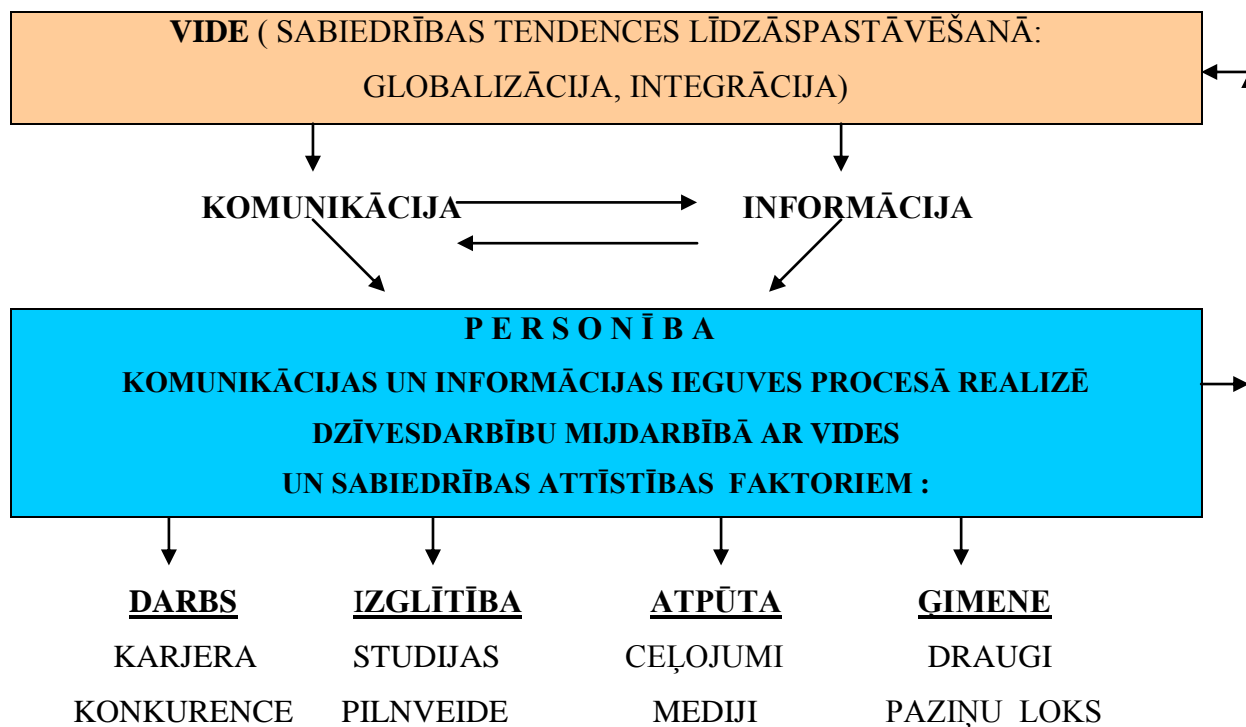 VIDE ( SABIEDRĪBAS TENDENCES LĪDZĀSPASTĀVĒŠANĀ:
GLOBALIZĀCIJA, INTEGRĀCIJA)
KOMUNIKĀCIJA INFORMĀCIJA
P E R S O N Ī B A
KOMUNIKĀCIJAS UN INFORMĀCIJAS IEGUVES PROCESĀ REALIZĒ
DZĪVESDARBĪBU MIJDARBĪBĀ AR VIDES
UN SABIEDRĪBAS ATTĪSTĪBAS FAKTORIEM :
DARBS IZGLĪTĪBA ATPŪTA ĢIMENE
KARJERA STUDIJAS CEĻOJUMI DRAUGI
KONKURENCE PILNVEIDE MEDIJI PAZIŅU LOKS